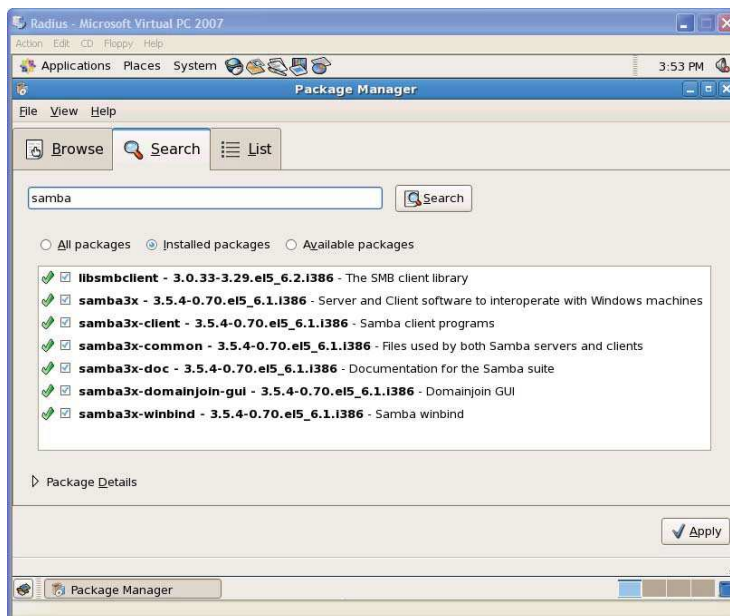 Radius - Microsoft Virtual PC 2007
Action Edit CD Floppy Help
Applications Places System 3:53 PM
Package Manager
File View Help
Browse Search List
samba Search
All packages Installed packages Available packages
libsmbclient - 3.0.33-3.29.el5_6.2.i386 - The SMB client library
samba3x - 3.5.4-0.70.el5_6.1.i386 - Server and Client software to interoperate with Windows machines
samba3x-client - 3.5.4-0.70.el5_6.1.i386 - Samba client programs
samba3x-common - 3.5.4-0.70.el5_6.1.i386 - Files used by both Samba servers and clients
samba3x-doc - 3.5.4-0.70.el5_6.1.i386 - Documentation for the Samba suite
samba3x-domainjoin-gui - 3.5.4-0.70.el5_6.1.i386 - Domainjoin GUI
samba3x-winbind - 3.5.4-0.70.el5_6.1.i386 - Samba winbind
Package Details
Apply
Package Manager